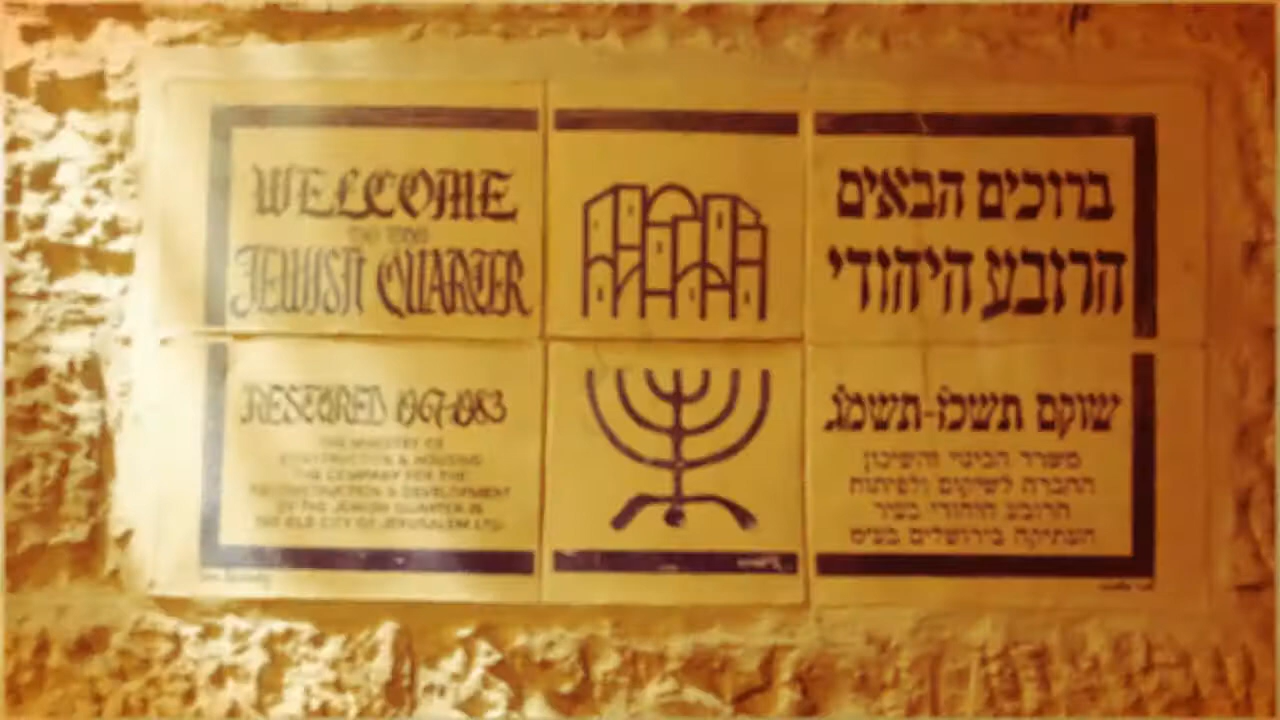 WELCOME
TO THE
JEWISH QUARTER
RESTORED 1967-1983
THE MINISTRY OF
CONSTRUCTION & HOUSING
THE COMPANY FOR THE
RECONSTRUCTION & DEVELOPMENT
OF THE JEWISH QUARTER IN
THE OLD CITY OF JERUSALEM LTD.
ברוכים הבאים
הרובע היהודי
שוקם תשכז-תשמג
משרד הבינוי והשיכון
החברה לשיקום ולפיתוח
הרובע היהודי בעיר
העתיקה בירושלים בע״מ